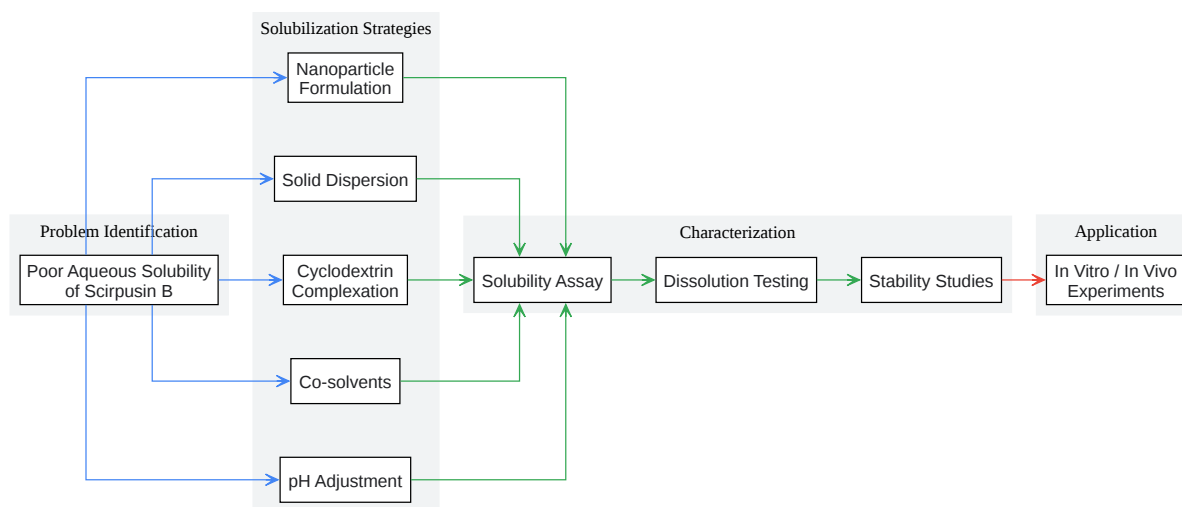 Solubilization Strategies
Nanoparticle
Formulation
Solid Dispersion
Problem Identification
Poor Aqueous Solubility
of Scirpusin B
Cyclodextrin
Complexation
Co-solvents
pH Adjustment
Characterization
Solubility Assay
Dissolution Testing
Stability Studies
Application
In Vitro / In Vivo
Experiments